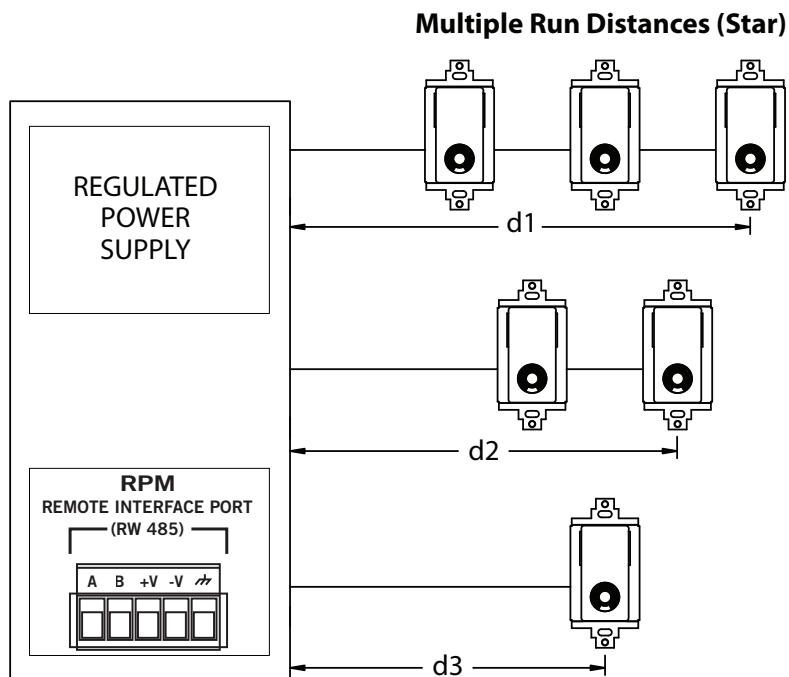 Multiple Run Distances (Star)
REGULATED
POWER
SUPPLY
d1
d2
RPM
REMOTE INTERFACE PORT
(RW 485)
A B +V -V
d3